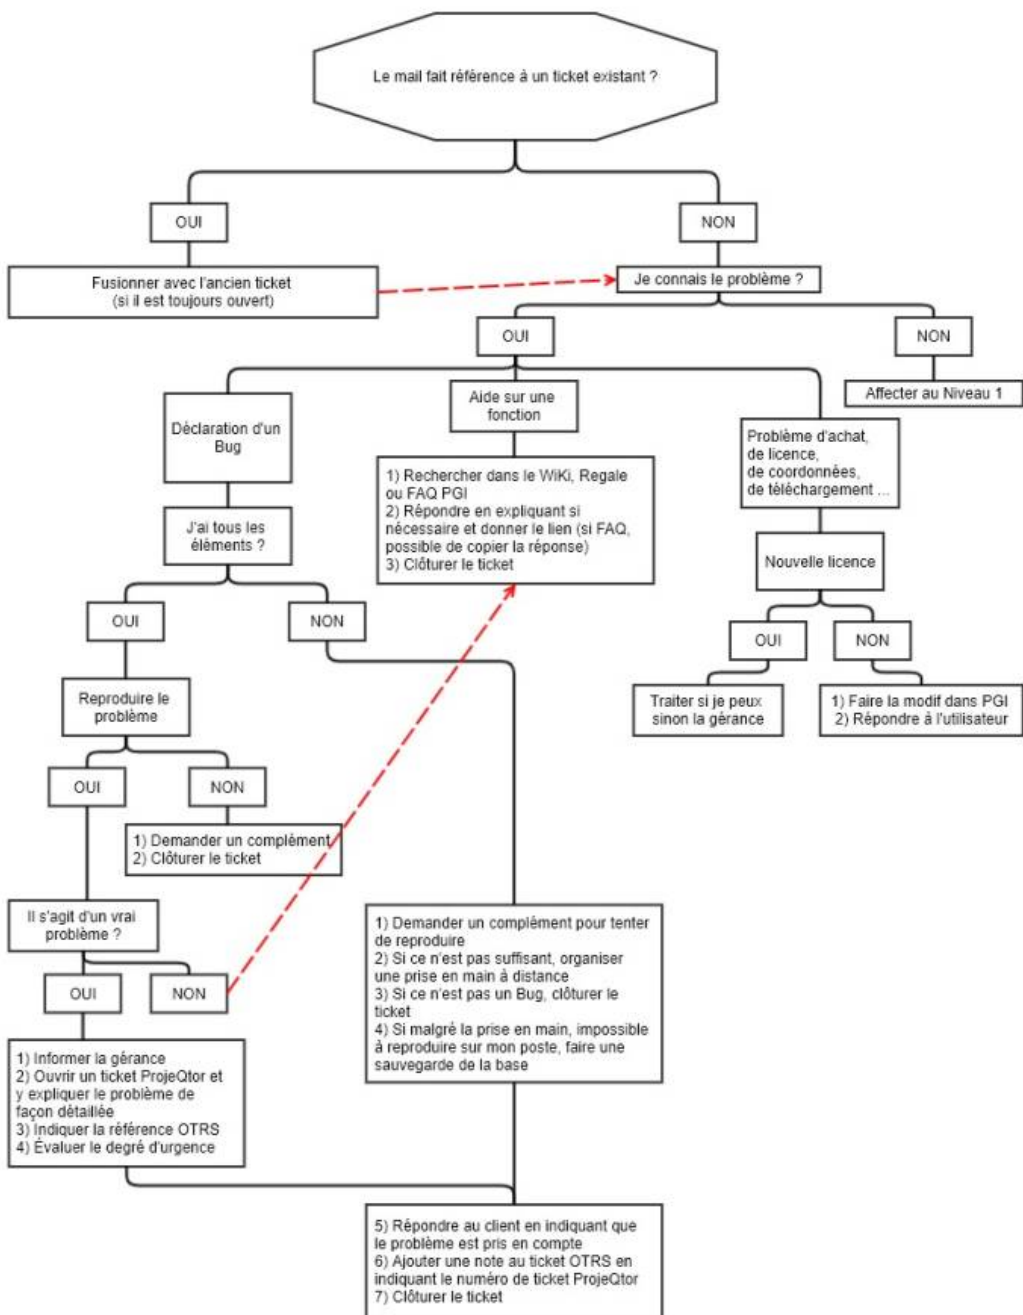 Le mail fait référence à un ticket existant ?
OUI
NON
Fusionner avec l'ancien ticket
(si il est toujours ouvert)
Je connais le problème ?
OUI
NON
Affecter au Niveau 1
Déclaration d'un
Bug
Aide sur une
fonction
Problème d'achat,
de licence,
de coordonnées,
de téléchargement ...
1) Rechercher dans le WiKi, Regale
ou FAQ PGI
2) Répondre en expliquant si
nécessaire et donner le lien (si FAQ,
possible de copier la réponse)
3) Clôturer le ticket
J'ai tous les
éléments ?
Nouvelle licence
OUI
NON
OUI
NON
Reproduire le
problème
Traiter si je peux
sinon la gérance
1) Faire la modif dans PGI
2) Répondre à l'utilisateur
OUI
NON
1) Demander un complément
2) Clôturer le ticket
Il s'agit d'un vrai
problème ?
OUI
NON
1) Demander un complément pour tenter
de reproduire
2) Si ce n'est pas suffisant, organiser
une prise en main à distance
3) Si ce n'est pas un Bug, clôturer le
ticket
4) Si malgré la prise en main, impossible
à reproduire sur mon poste, faire une
sauvegarde de la base
1) Informer la gérance
2) Ouvrir un ticket ProjeQtor et
y expliquer le problème de
façon détaillée
3) Indiquer la référence OTRS
4) Évaluer le degré d'urgence
5) Répondre au client en indiquant que
le problème est pris en compte
6) Ajouter une note au ticket OTRS en
indiquant le numéro de ticket ProjeQtor
7) Clôturer le ticket